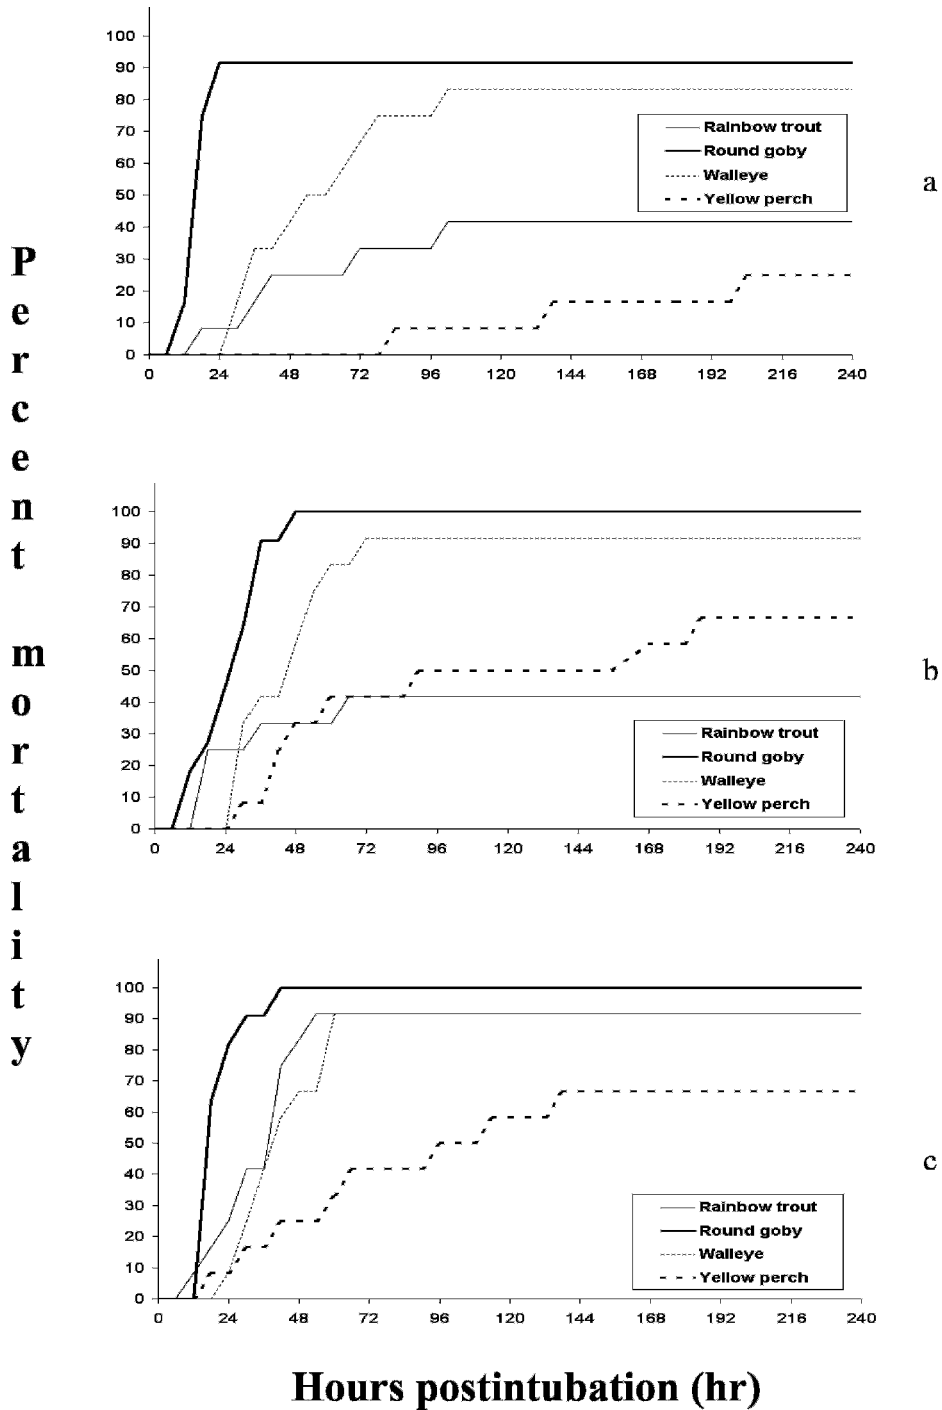 Percent mortality
100
90
80
70
60
50
40
30
20
10
0
0 24 48 72 96 120 144 168 192 216 240
Rainbow trout
Round goby
Walleye
Yellow perch
a
100
90
80
70
60
50
40
30
20
10
0
0 24 48 72 96 120 144 168 192 216 240
Rainbow trout
Round goby
Walleye
Yellow perch
b
100
90
80
70
60
50
40
30
20
10
0
0 24 48 72 96 120 144 168 192 216 240
Rainbow trout
Round goby
Walleye
Yellow perch
c
Hours postintubation (hr)